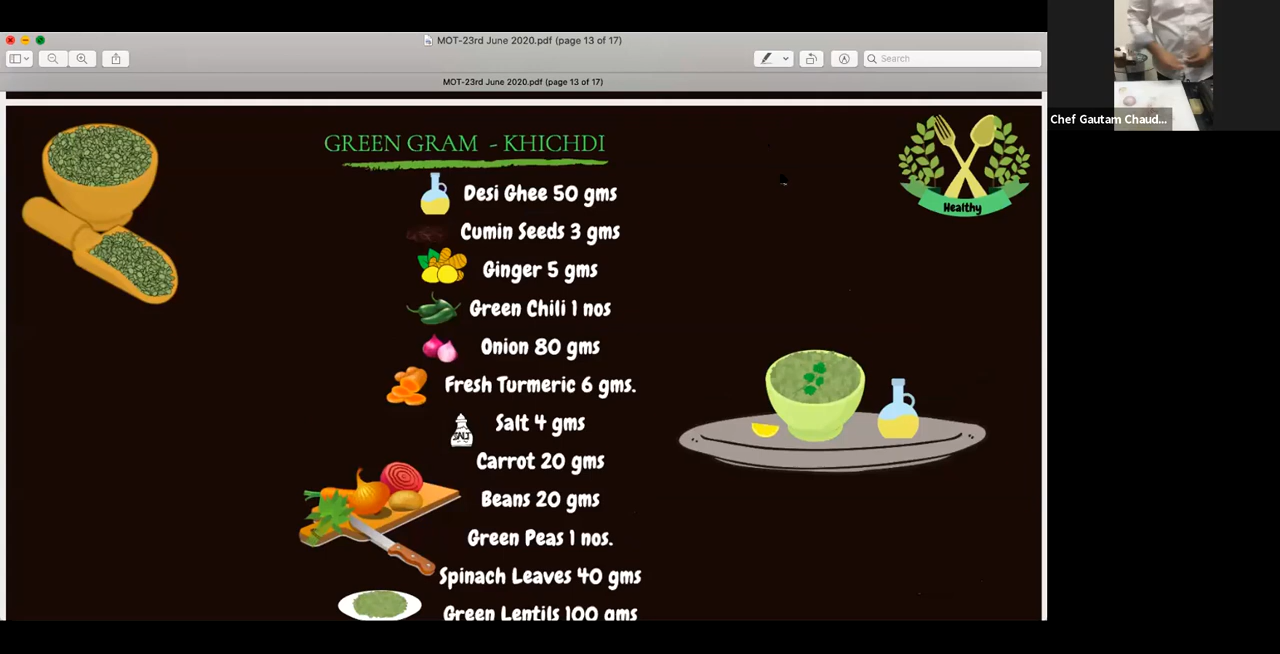 MOT-23rd June 2020.pdf (page 13 of 17)
Search
MOT-23rd June 2020.pdf (page 13 of 17)
Chef Gautam Chaud...
GREEN GRAM - KHICHDI
Healthy
Desi Ghee 50 gms
Cumin Seeds 3 gms
Ginger 5 gms
Green Chili 1 nos
Onion 80 gms
Fresh Turmeric 6 gms.
SALT
Salt 4 gms
Carrot 20 gms
Beans 20 gms
Green Peas 1 nos.
Spinach Leaves 40 gms
Green Lentils 100 gms